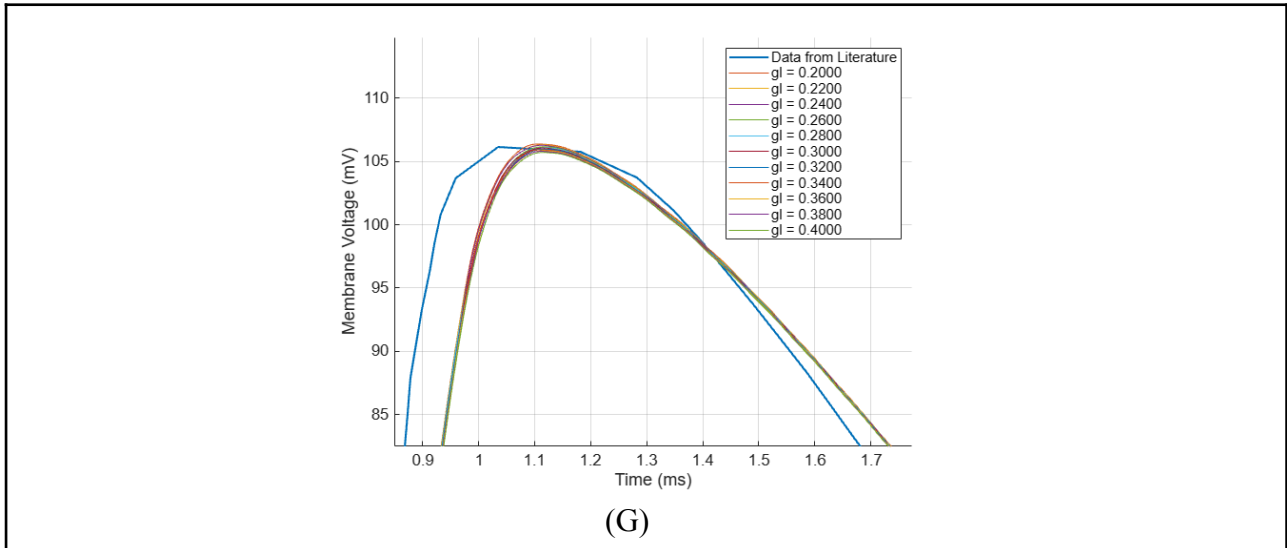 Data from Literature
gl = 0.2000
gl = 0.2200
gl = 0.2400
gl = 0.2600
gl = 0.2800
gl = 0.3000
gl = 0.3200
gl = 0.3400
gl = 0.3600
gl = 0.3800
gl = 0.4000
110
105
100
95
90
85
Membrane Voltage (mV)
0.9 1 1.1 1.2 1.3 1.4 1.5 1.6 1.7
Time (ms)
(G)